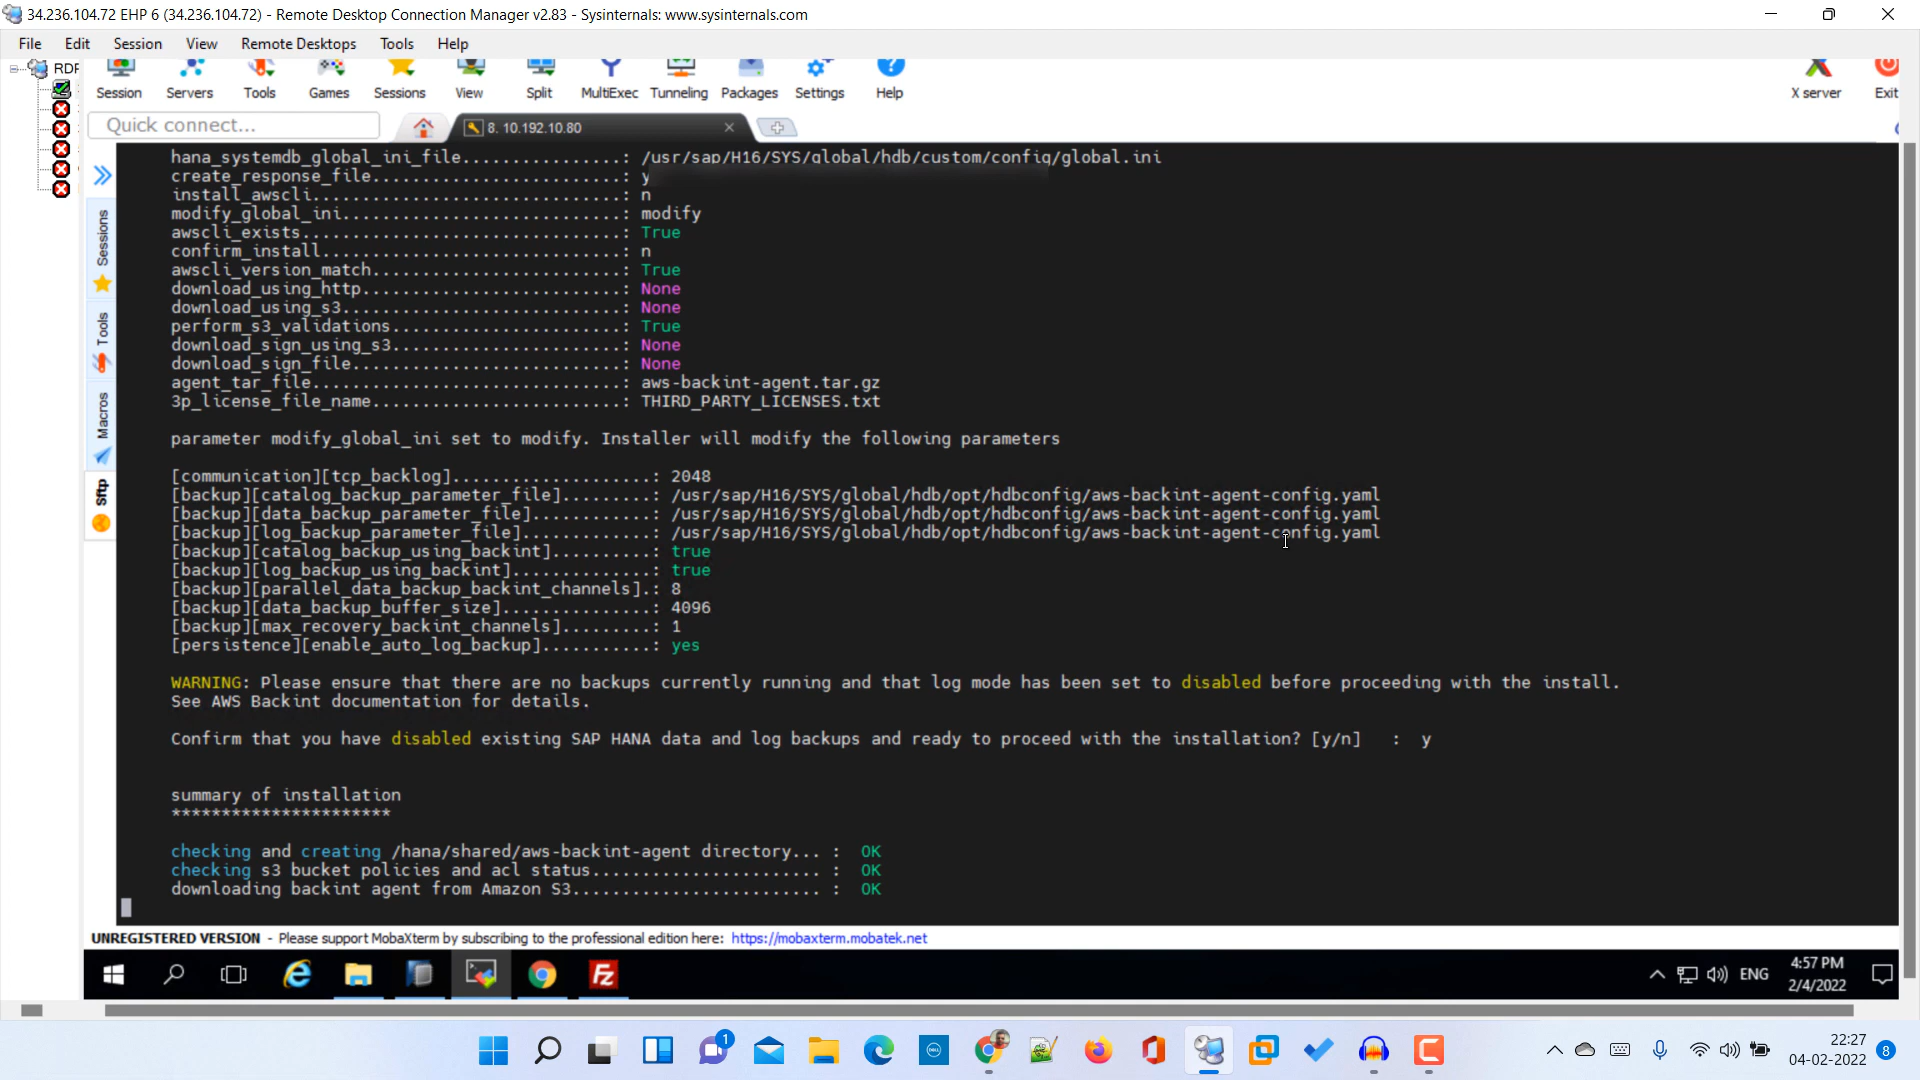 34.236.104.72 EHP 6 (34.236.104.72) - Remote Desktop Connection Manager v2.83 - Sysinternals: www.sysinternals.com
File Edit Session View Remote Desktops Tools Help
Session Servers Tools Games Sessions View Split MultiExec Tunneling Packages Settings Help X server Exit
Quick connect...
8. 10.192.10.80
Sessions
Tools
Macros
Sftp
hana_systemdb_global_ini_file................: /usr/sap/H16/SYS/global/hdb/custom/config/global.ini
create_response_file.........................: y
install_awscli...............................: n
modify_global_ini............................: modify
awscli_exists................................: True
confirm_install..............................: n
awscli_version_match.........................: True
download_using_http..........................: None
download_using_s3............................: None
perform_s3_validations.......................: True
download_sign_using_s3.......................: None
download_sign_file...........................: None
agent_tar_file...............................: aws-backint-agent.tar.gz
3p_license_file_name.........................: THIRD_PARTY_LICENSES.txt
parameter modify_global_ini set to modify. Installer will modify the following parameters
[communication][tcp_backlog]....................: 2048
[backup][catalog_backup_parameter_file].........: /usr/sap/H16/SYS/global/hdb/opt/hdbconfig/aws-backint-agent-config.yaml
[backup][data_backup_parameter_file]............: /usr/sap/H16/SYS/global/hdb/opt/hdbconfig/aws-backint-agent-config.yaml
[backup][log_backup_parameter_file].............: /usr/sap/H16/SYS/global/hdb/opt/hdbconfig/aws-backint-agent-config.yaml
[backup][catalog_backup_using_backint]..........: true
[backup][log_backup_using_backint]..............: true
[backup][parallel_data_backup_backint_channels].: 8
[backup][data_backup_buffer_size]...............: 4096
[backup][max_recovery_backint_channels].........: 1
[persistence][enable_auto_log_backup]...........: yes
WARNING: Please ensure that there are no backups currently running and that log mode has been set to disabled before proceeding with the install.
See AWS Backint documentation for details.
Confirm that you have disabled existing SAP HANA data and log backups and ready to proceed with the installation? [y/n] : y
summary of installation
**********************
checking and creating /hana/shared/aws-backint-agent directory... : OK
checking s3 bucket policies and acl status....................... : OK
downloading backint agent from Amazon S3......................... : OK
UNREGISTERED VERSION - Please support MobaXterm by subscribing to the professional edition here: https://mobaxterm.mobatek.net
ENG
4:57 PM
2/4/2022
1
22:27
04-02-2022
8